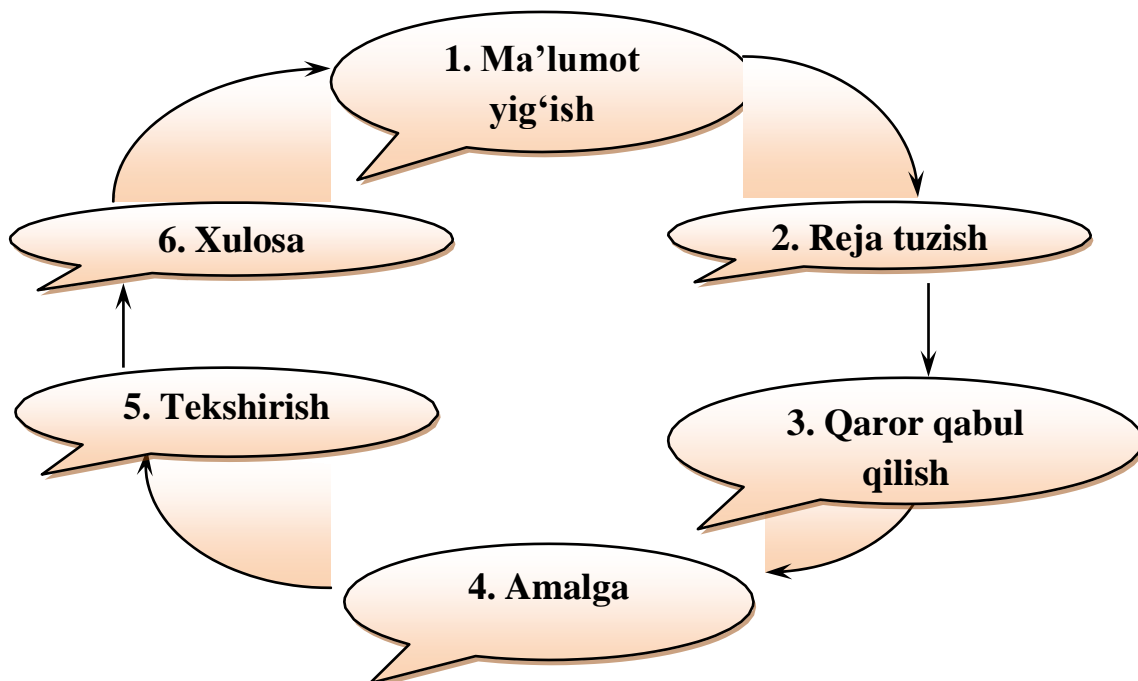 1. Ma’lumot
yig‘ish
2. Reja tuzish
3. Qaror qabul
qilish
4. Amalga
5. Tekshirish
6. Xulosa